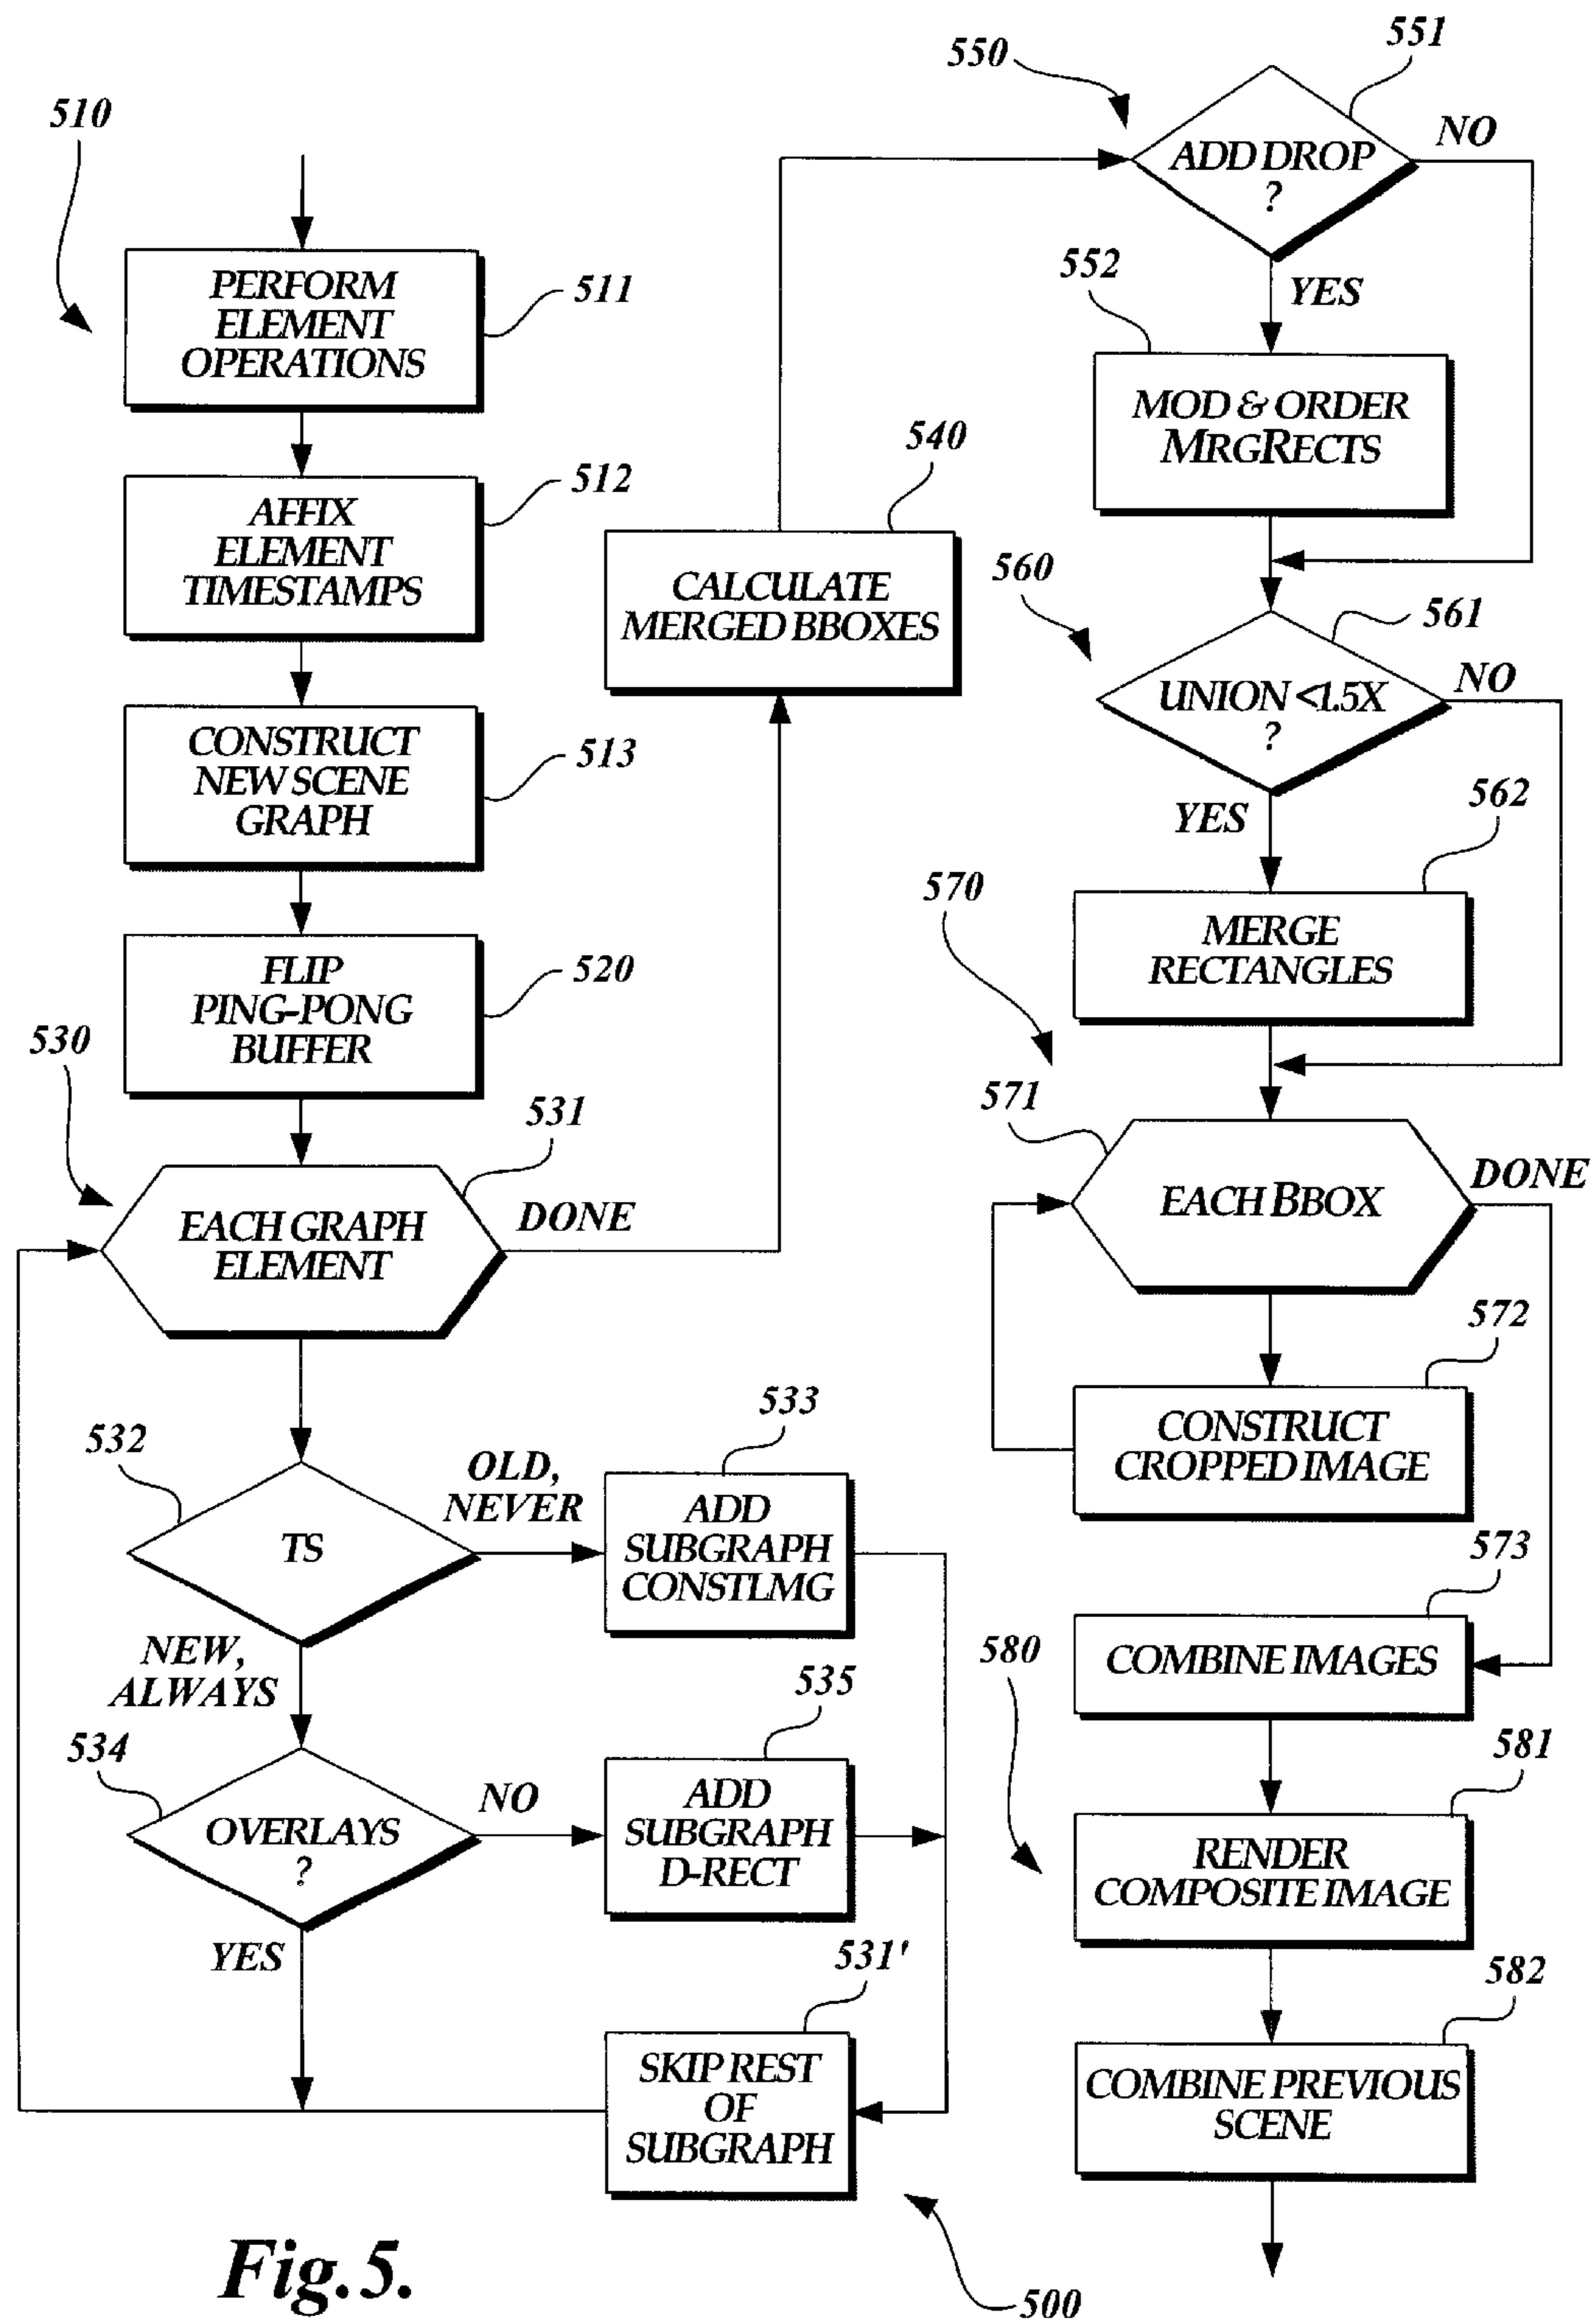 510
PERFORM
ELEMENT
OPERATIONS
511
AFFIX
ELEMENT
TIMESTAMPS
512
CONSTRUCT
NEW SCENE
GRAPH
513
FLIP
PING-PONG
BUFFER
520
530
531
EACH GRAPH
ELEMENT
DONE
532
TS
OLD,
NEVER
533
ADD
SUBGRAPH
CONSTLMG
NEW,
ALWAYS
534
OVERLAYS
?
NO
535
ADD
SUBGRAPH
D-RECT
YES
531'
SKIP REST
OF
SUBGRAPH
540
CALCULATE
MERGED BBOXES
550
551
ADD DROP
?
NO
YES
552
MOD & ORDER
MRGRECTS
560
561
UNION <1.5X
?
NO
YES
562
MERGE
RECTANGLES
570
571
EACH BBOX
DONE
572
CONSTRUCT
CROPPED IMAGE
573
COMBINE IMAGES
580
581
RENDER
COMPOSITE IMAGE
582
COMBINE PREVIOUS
SCENE
500
Fig.5.